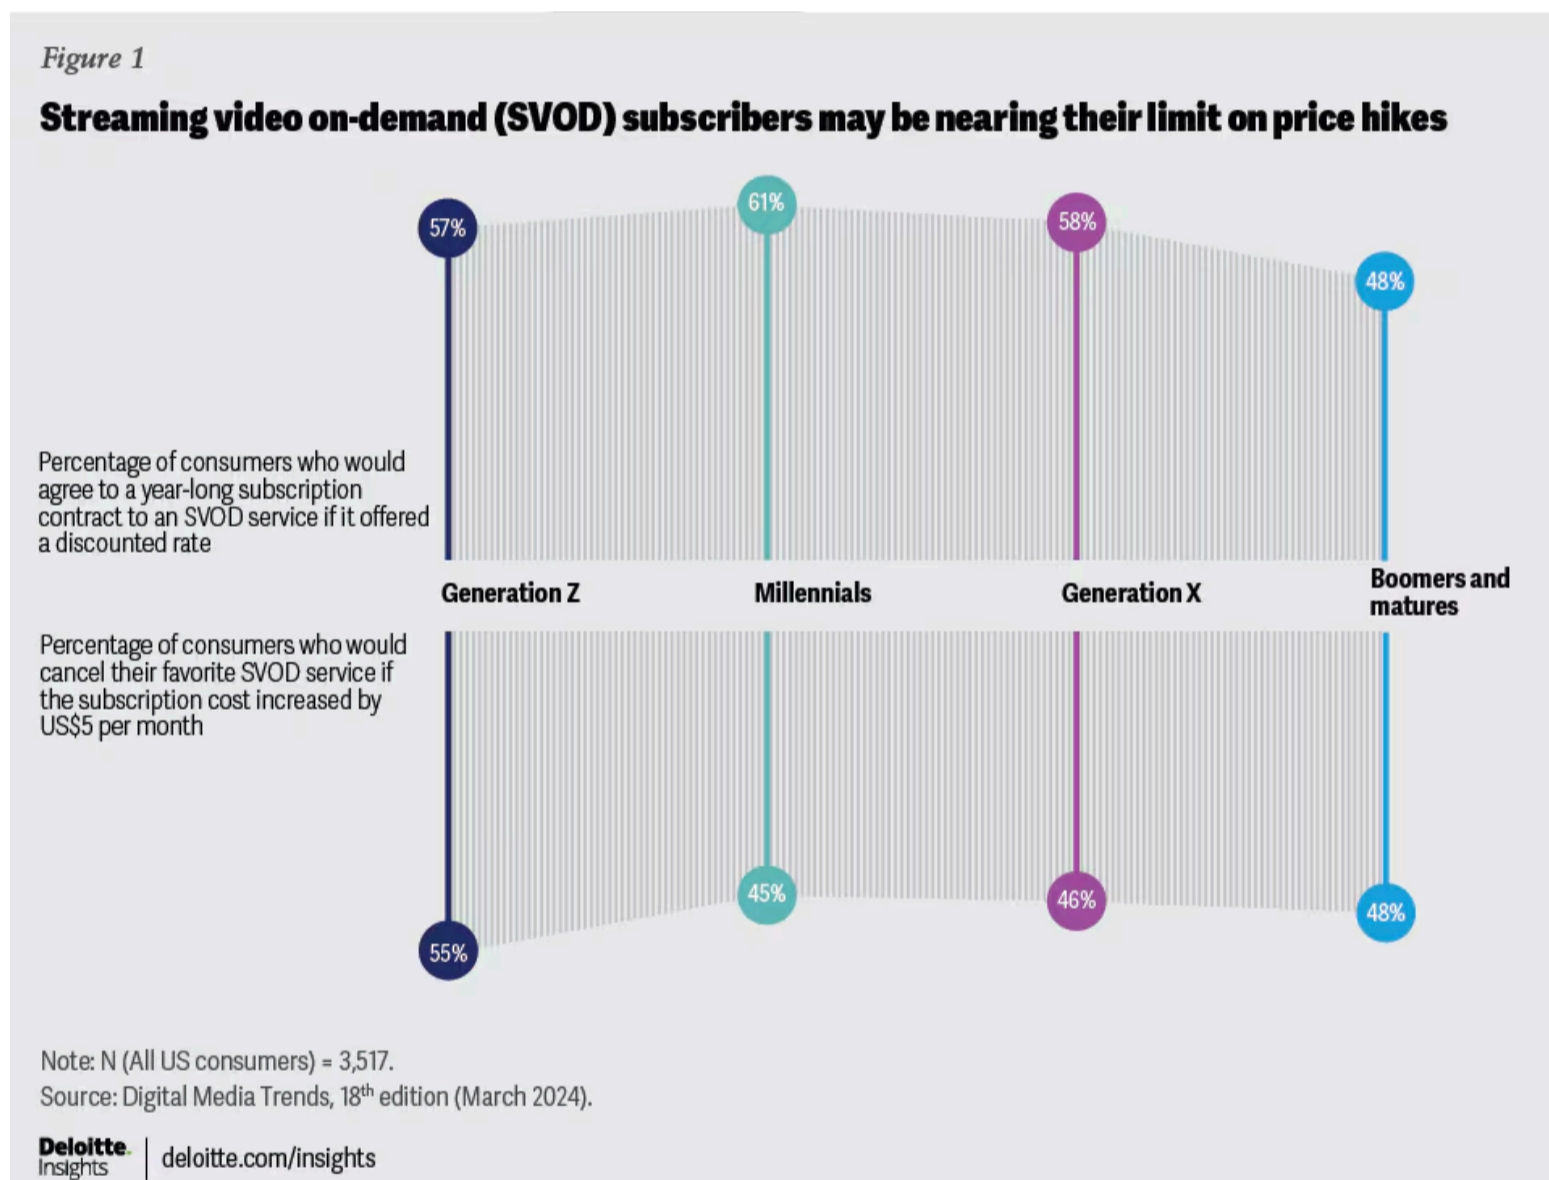 Figure 1
Streaming video on-demand (SVOD) subscribers may be nearing their limit on price hikes
57%
61%
58%
48%
Percentage of consumers who would
agree to a year-long subscription
contract to an SVOD service if it offered
a discounted rate
Generation Z
Millennials
Generation X
Boomers and
matures
Percentage of consumers who would
cancel their favorite SVOD service if
the subscription cost increased by
US$5 per month
55%
45%
46%
48%
Note: N (All US consumers) = 3,517.
Source: Digital Media Trends, 18th edition (March 2024).
Deloitte.
Insights
deloitte.com/insights